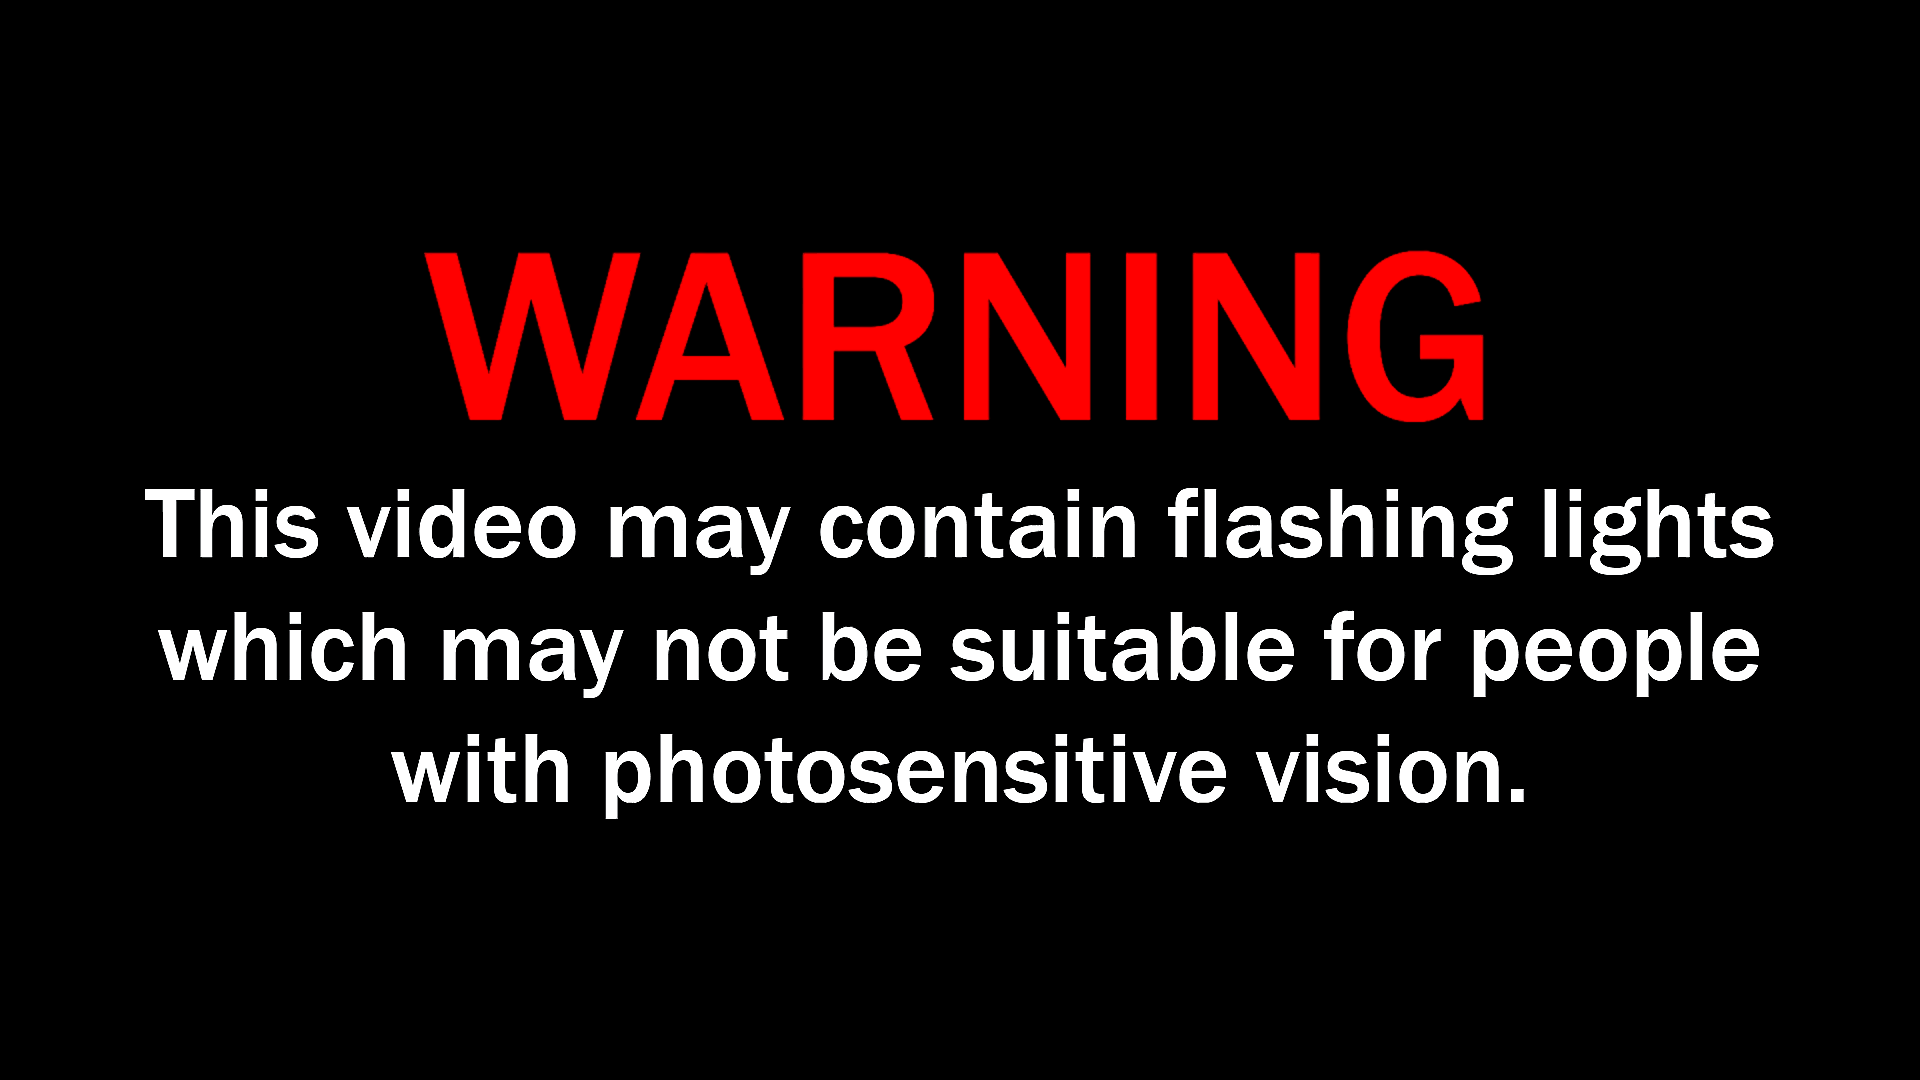 WARNING
This video may contain flashing lights
which may not be suitable for people
with photosensitive vision.